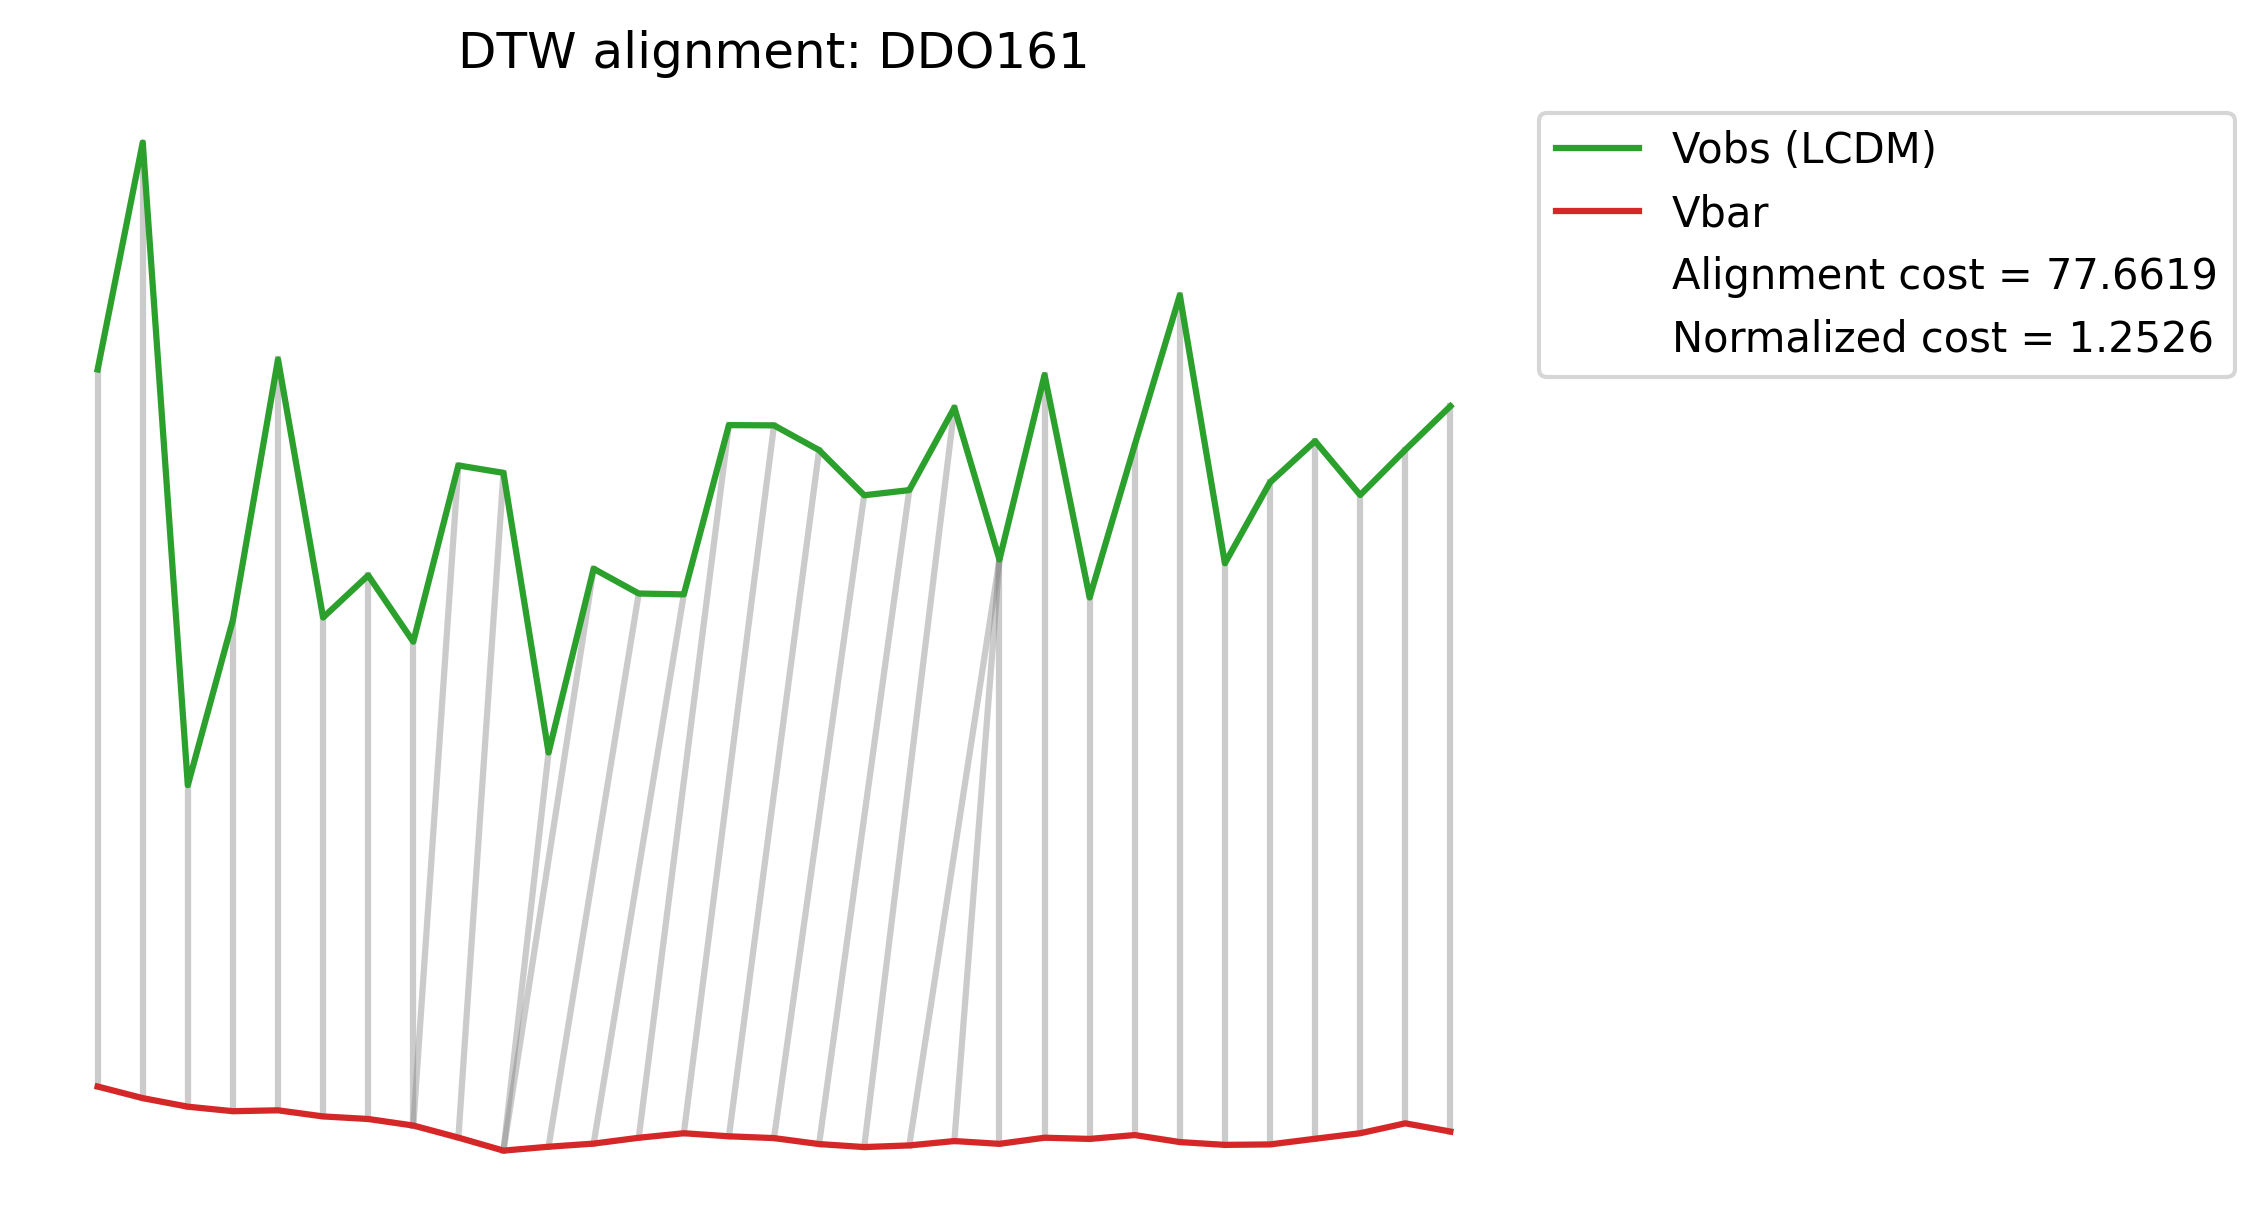 DTW alignment: DDO161
Vobs (LCDM)
Vbar
Alignment cost = 77.6619
Normalized cost = 1.2526